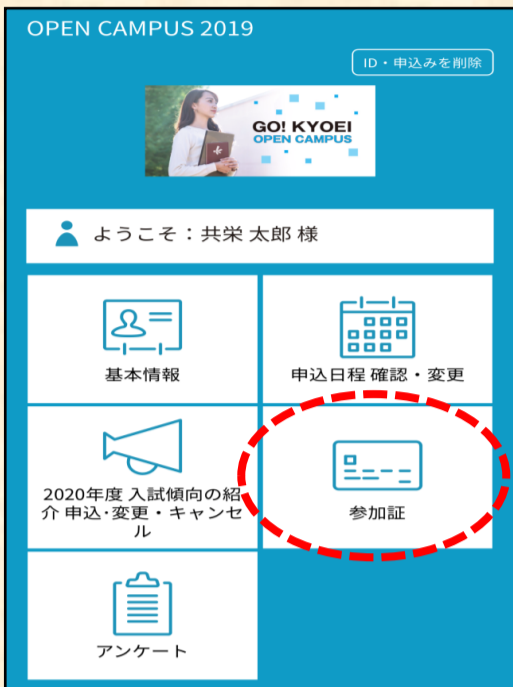 OPEN CAMPUS 2019
ID・申込みを削除
GO! KYOEI
OPEN CAMPUS
ようこそ：共栄 太郎 様
基本情報
申込日程 確認・変更
2020年度 入試傾向の紹
介 申込・変更・キャンセ
ル
参加証
アンケート